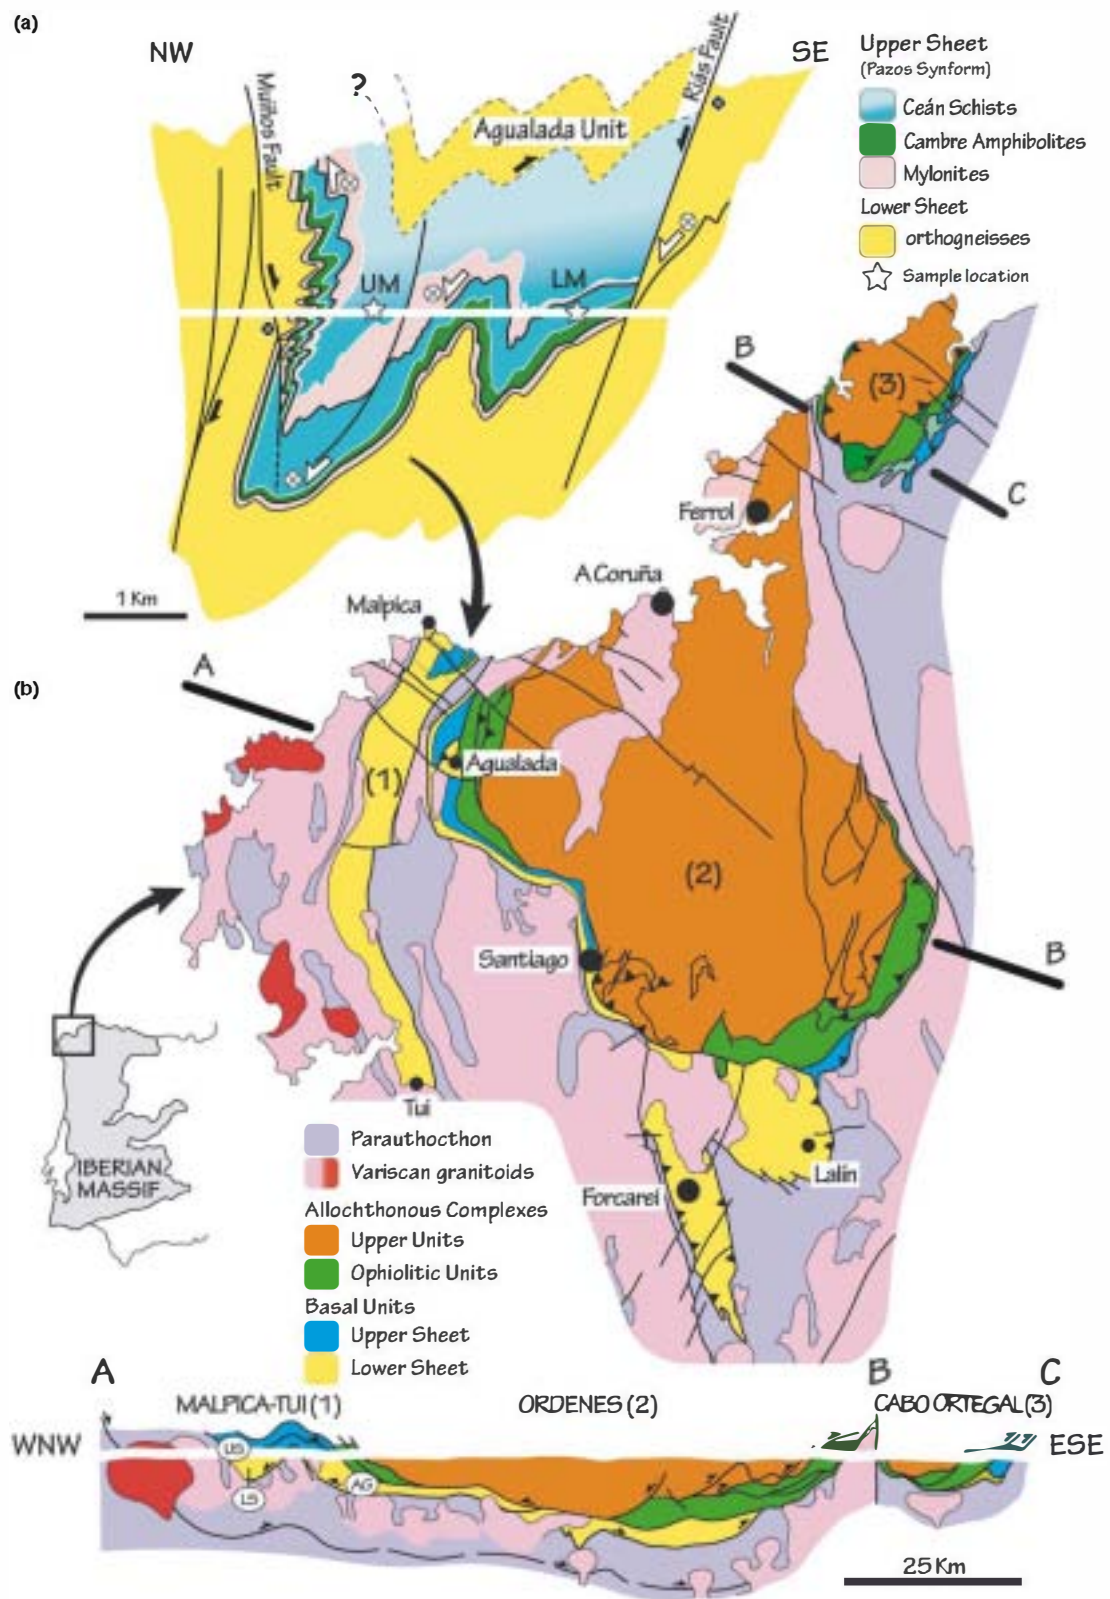 (a)
NW
SE
?
Muíños Fault
Riás Fault
Agualada Unit
UM
LM
1 Km
Upper Sheet
(Pazos Synform)
Ceán Schists
Cambre Amphibolites
Mylonites
Lower Sheet
orthogneisses
Sample location
(b)
A
B
(3)
C
Ferrol
A Coruña
Malpica
(1)
Agualada
(2)
Santiago
B
Tui
Lalín
Forcarei
IBERIAN
MASSIF
Parauthocthon
Variscan granitoids
Allochthonous Complexes
Upper Units
Ophiolitic Units
Basal Units
Upper Sheet
Lower Sheet
A
B
C
MALPICA-TUI (1)
ORDENES (2)
CABO ORTEGAL (3)
WNW
ESE
US
LS
AG
25 Km